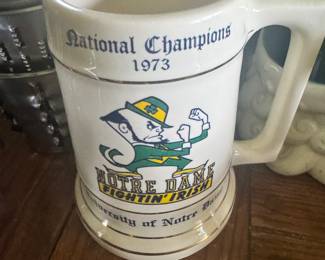 National Champions
1973
NOTRE DAME
FIGHTIN' IRISH
University of Notre